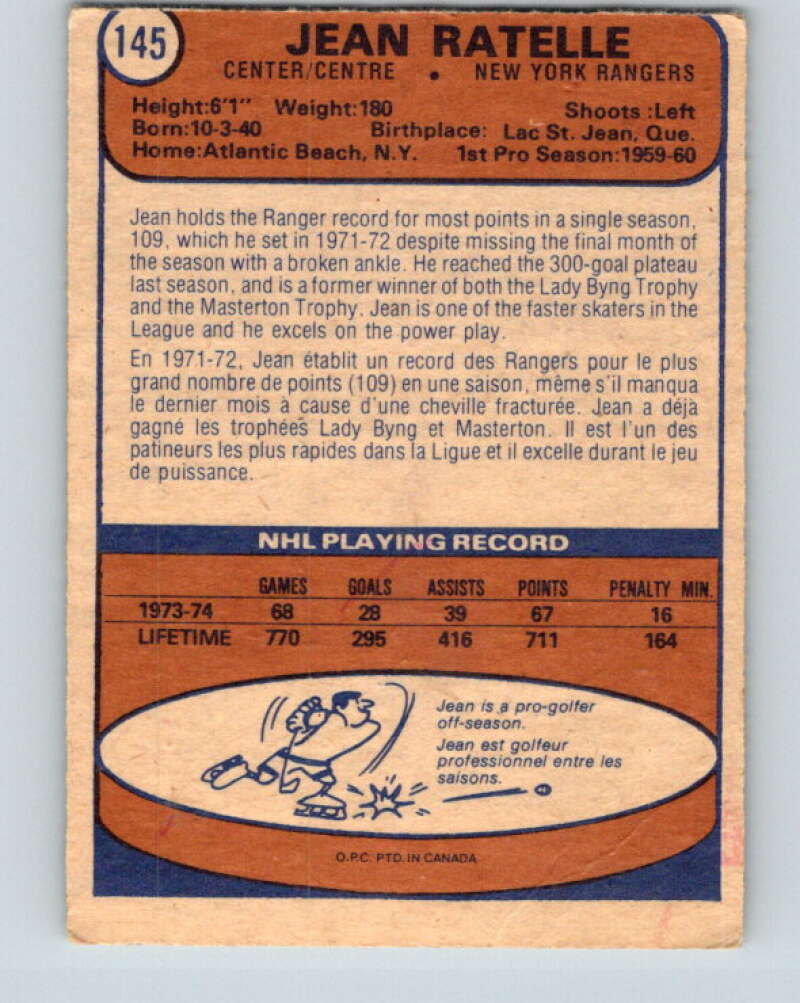 145
JEAN RATELLE
CENTER/CENTRE • NEW YORK RANGERS
Height:6'1" Weight:180 Shoots :Left
Born:10-3-40 Birthplace: Lac St. Jean, Que.
Home:Atlantic Beach, N.Y. 1st Pro Season:1959-60
Jean holds the Ranger record for most points in a single season,
109, which he set in 1971-72 despite missing the final month of
the season with a broken ankle. He reached the 300-goal plateau
last season, and is a former winner of both the Lady Byng Trophy
and the Masterton Trophy. Jean is one of the faster skaters in the
League and he excels on the power play.
En 1971-72, Jean établit un record des Rangers pour le plus
grand nombre de points (109) en une saison, même s'il manqua
le dernier mois à cause d'une cheville fracturée. Jean a déjà
gagné les trophées Lady Byng et Masterton. Il est l'un des
patineurs les plus rapides dans la Ligue et il excelle durant le jeu
de puissance.
NHL PLAYING RECORD
GAMES GOALS ASSISTS POINTS PENALTY MIN.
1973-74 68 28 39 67 16
LIFETIME 770 295 416 711 164
Jean is a pro-golfer
off-season.
Jean est golfeur
professionnel entre les
saisons.
O.P.C. PTD. IN CANADA